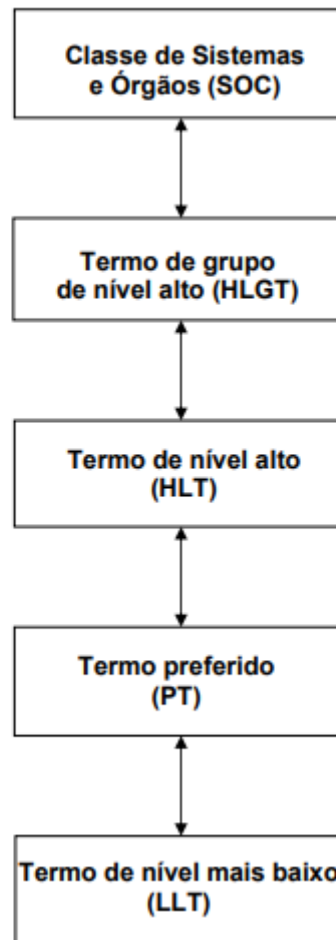 Classe de Sistemas
e Órgãos (SOC)
Termo de grupo
de nível alto (HLGT)
Termo de nível alto
(HLT)
Termo preferido
(PT)
Termo de nível mais baixo
(LLT)